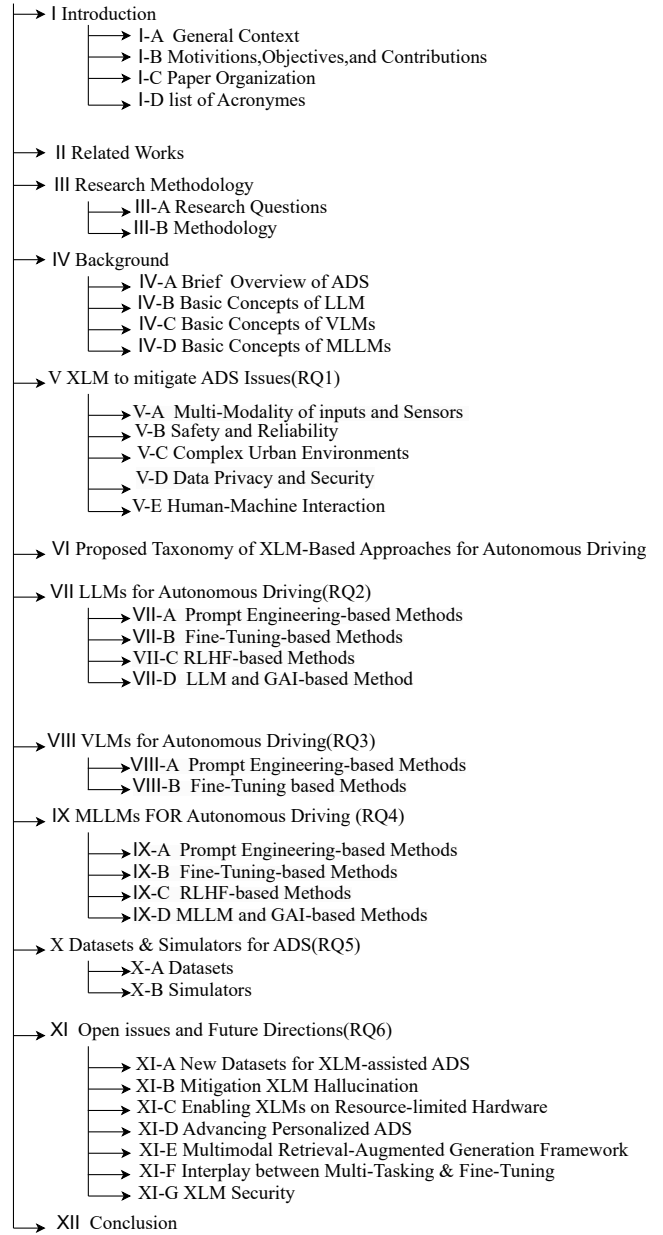 I Introduction
I-A General Context
I-B Motivitions,Objectives,and Contributions
I-C Paper Organization
I-D list of Acronymes
II Related Works
III Research Methodology
III-A Research Questions
III-B Methodology
IV Background
IV-A Brief Overview of ADS
IV-B Basic Concepts of LLM
IV-C Basic Concepts of VLMs
IV-D Basic Concepts of MLLMs
V XLM to mitigate ADS Issues(RQ1)
V-A Multi-Modality of inputs and Sensors
V-B Safety and Reliability
V-C Complex Urban Environments
V-D Data Privacy and Security
V-E Human-Machine Interaction
VI Proposed Taxonomy of XLM-Based Approaches for Autonomous Driving
VII LLMs for Autonomous Driving(RQ2)
VII-A Prompt Engineering-based Methods
VII-B Fine-Tuning-based Methods
VII-C RLHF-based Methods
VII-D LLM and GAI-based Method
VIII VLMs for Autonomous Driving(RQ3)
VIII-A Prompt Engineering-based Methods
VIII-B Fine-Tuning based Methods
IX MLLMs FOR Autonomous Driving (RQ4)
IX-A Prompt Engineering-based Methods
IX-B Fine-Tuning-based Methods
IX-C RLHF-based Methods
IX-D MLLM and GAI-based Methods
X Datasets & Simulators for ADS(RQ5)
X-A Datasets
X-B Simulators
XI Open issues and Future Directions(RQ6)
XI-A New Datasets for XLM-assisted ADS
XI-B Mitigation XLM Hallucination
XI-C Enabling XLMs on Resource-limited Hardware
XI-D Advancing Personalized ADS
XI-E Multimodal Retrieval-Augmented Generation Framework
XI-F Interplay between Multi-Tasking & Fine-Tuning
XI-G XLM Security
XII Conclusion